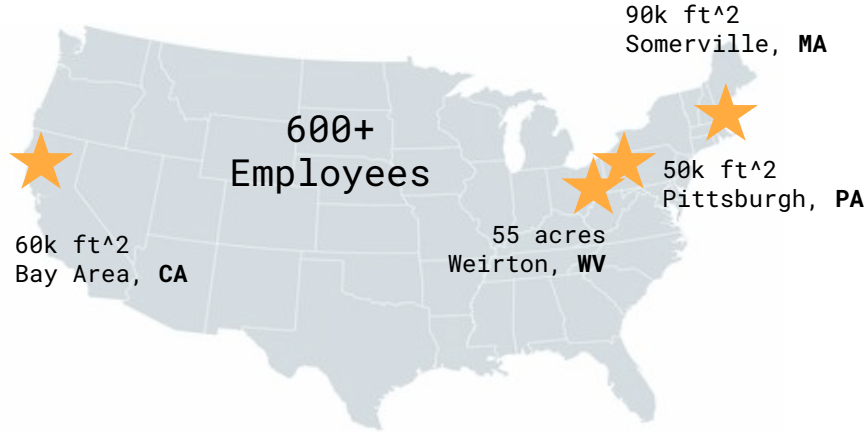 90k ft^2
Somerville, MA
600+
Employees
50k ft^2
Pittsburgh, PA
55 acres
Weirton, WV
60k ft^2
Bay Area, CA